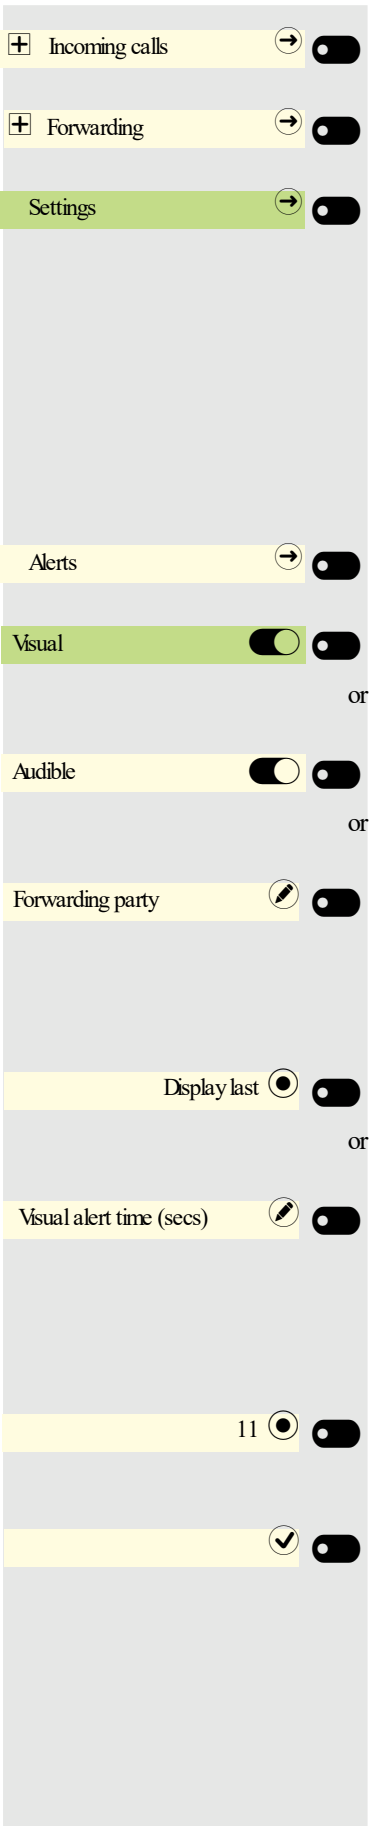 Incoming calls
Forwarding
Settings
Alerts
Visual
or
Audible
or
Forwarding party
Display last
or
Visual alert time (secs)
11